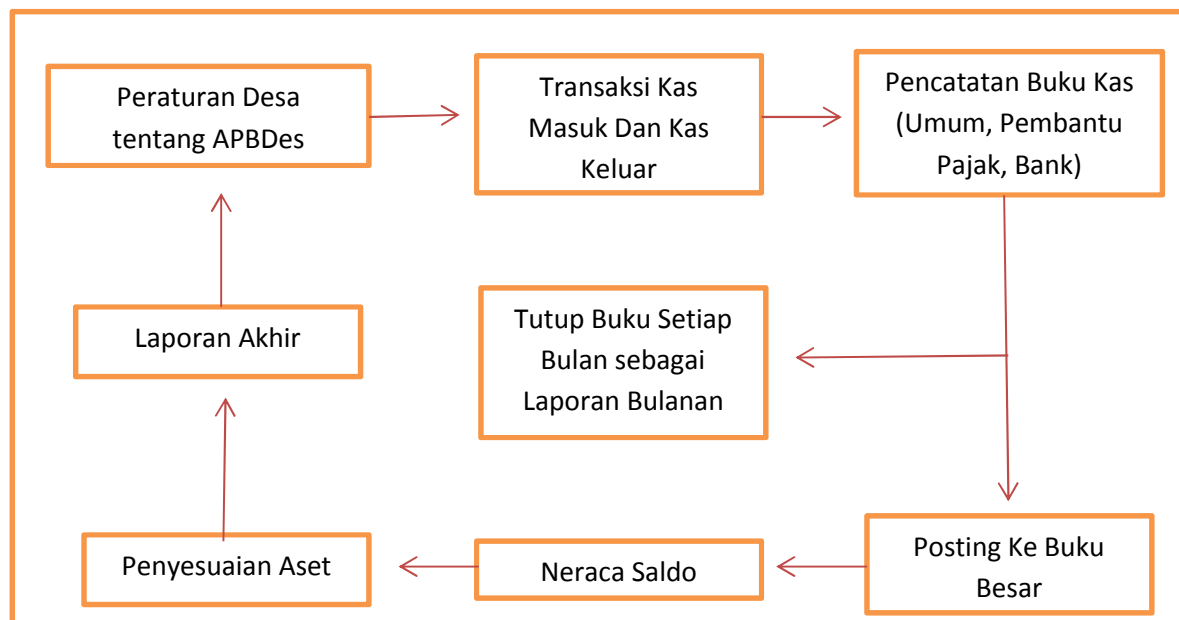 Peraturan Desa
tentang APBDes
Transaksi Kas
Masuk Dan Kas
Keluar
Pencatatan Buku Kas
(Umum, Pembantu
Pajak, Bank)
Laporan Akhir
Tutup Buku Setiap
Bulan sebagai
Laporan Bulanan
Penyesuaian Aset
Neraca Saldo
Posting Ke Buku
Besar